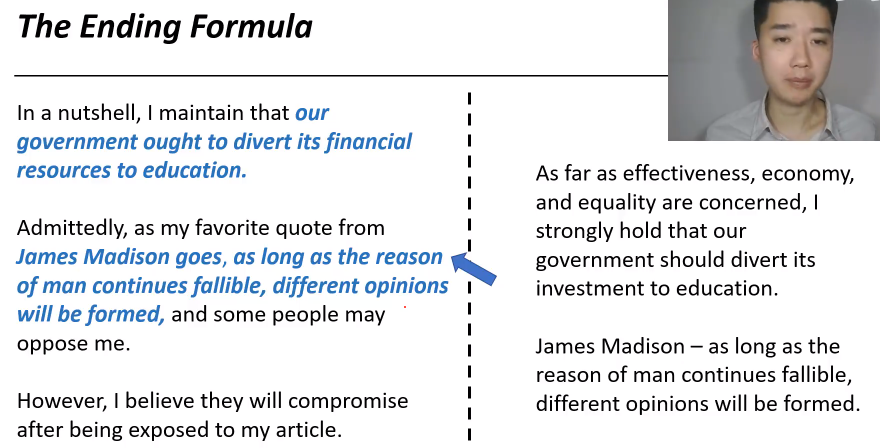 The Ending Formula
In a nutshell, I maintain that our
government ought to divert its financial
resources to education.
Admittedly, as my favorite quote from
James Madison goes, as long as the reason
of man continues fallible, different opinions
will be formed, and some people may
oppose me.
However, I believe they will compromise
after being exposed to my article.
As far as effectiveness, economy,
and equality are concerned, I
strongly hold that our
government should divert its
investment to education.
James Madison – as long as the
reason of man continues fallible,
different opinions will be formed.